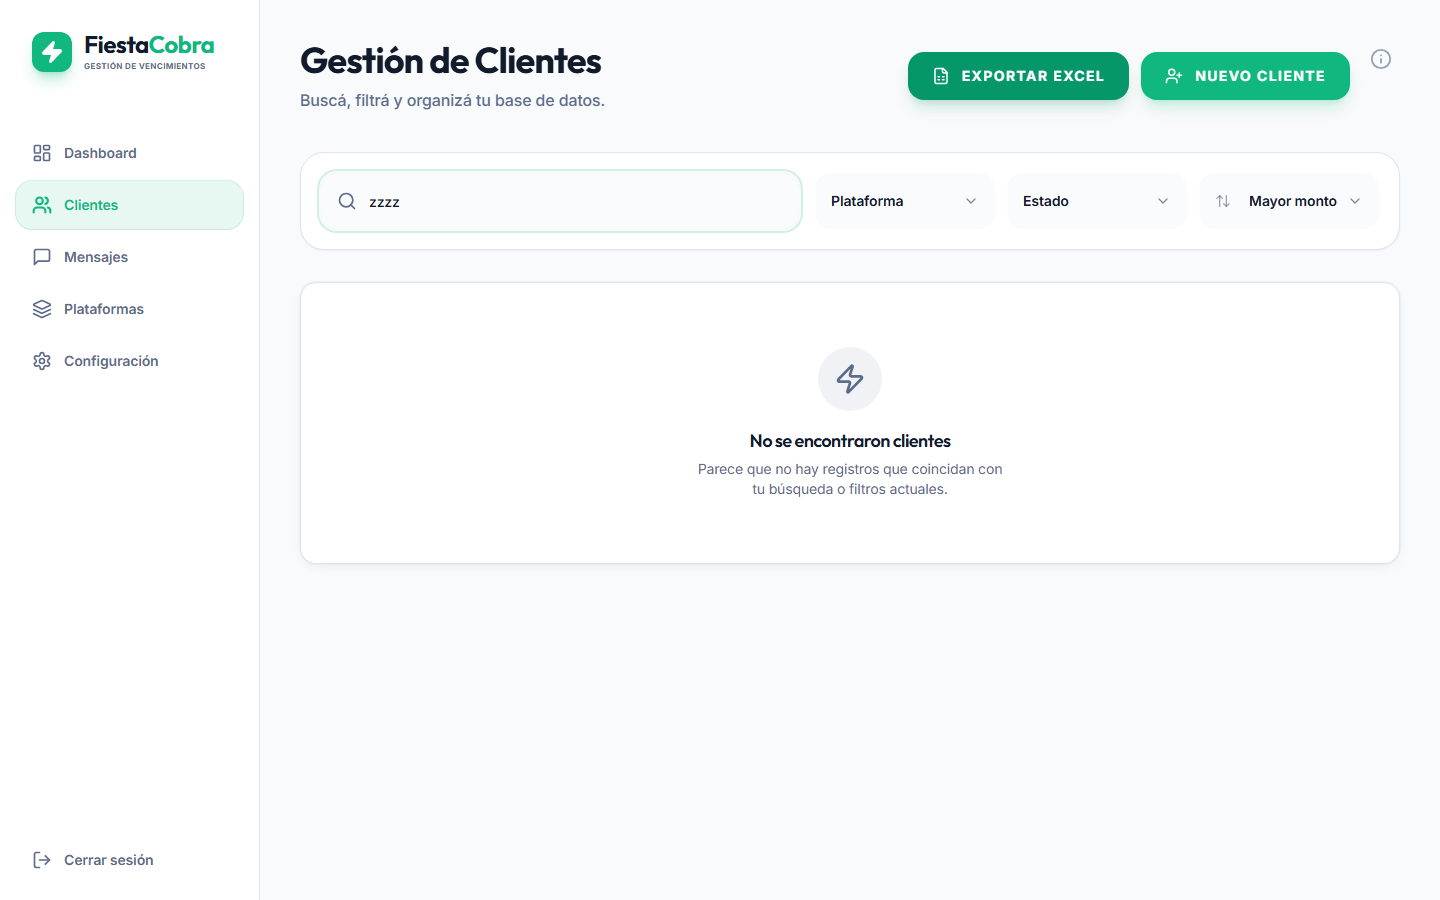 FiestaCobra
GESTIÓN DE VENCIMIENTOS
Dashboard
Clientes
Mensajes
Plataformas
Configuración
Cerrar sesión
Gestión de Clientes
Buscá, filtrá y organizá tu base de datos.
EXPORTAR EXCEL
NUEVO CLIENTE
zzzz
Plataforma
Estado
Mayor monto
No se encontraron clientes
Parece que no hay registros que coincidan con
tu búsqueda o filtros actuales.